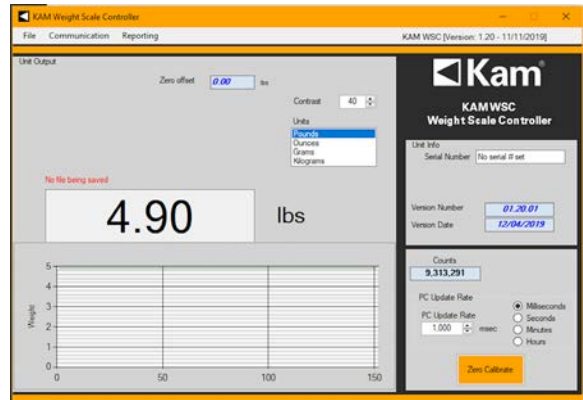 KAM Weight Scale Controller
File Communication Reporting
KAM WSC [Version: 1.20 - 11/11/2019]
Unit Output
Zero offset 0.00 lbs
Contrast 40
Units
Pounds
Ounces
Grams
Kilograms
No file being saved
4.90 lbs
Weight
5
4
3
2
1
0
0 50 100 150
Kam
KAM WSC
Weight Scale Controller
Unit Info
Serial Number No serial # set
Version Number 01.20.01
Version Date 12/04/2019
Counts
9,313,291
PC Update Rate
PC Update Rate
1,000 msec
Milliseconds
Seconds
Minutes
Hours
Zero Calibrate